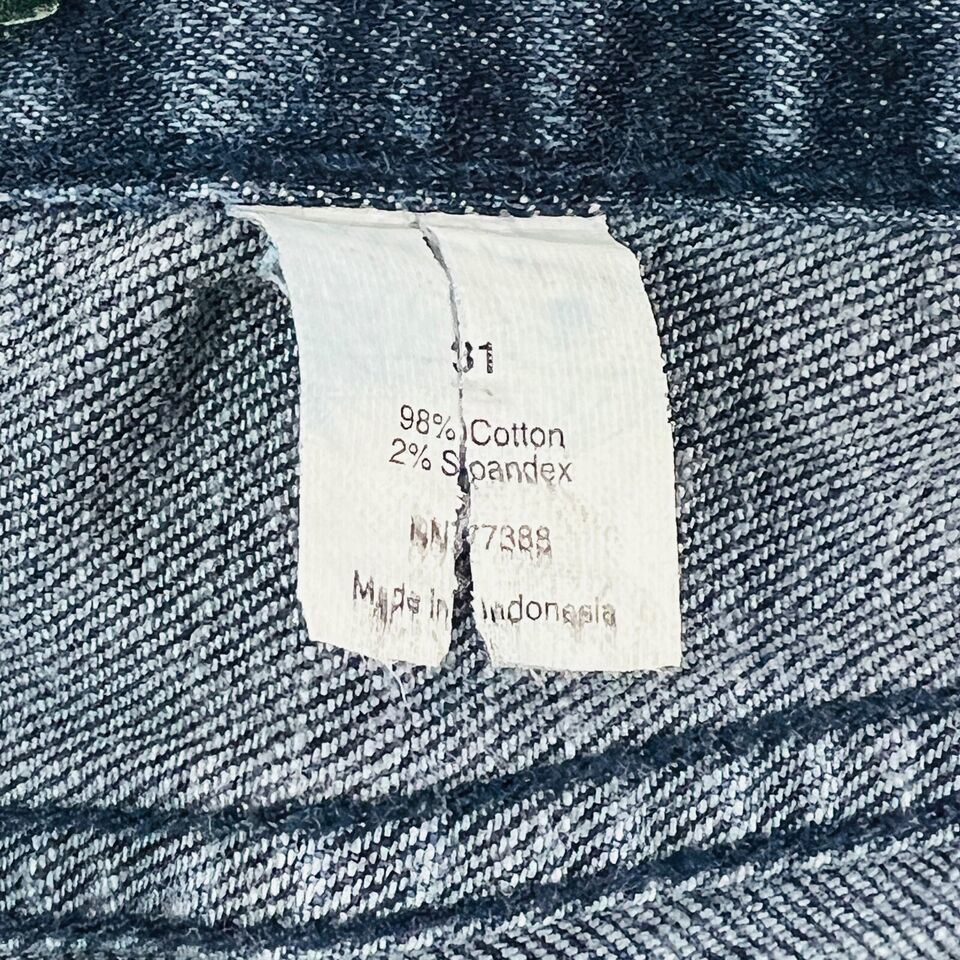 31
98% Cotton
2% Spandex
Made in Indonesia